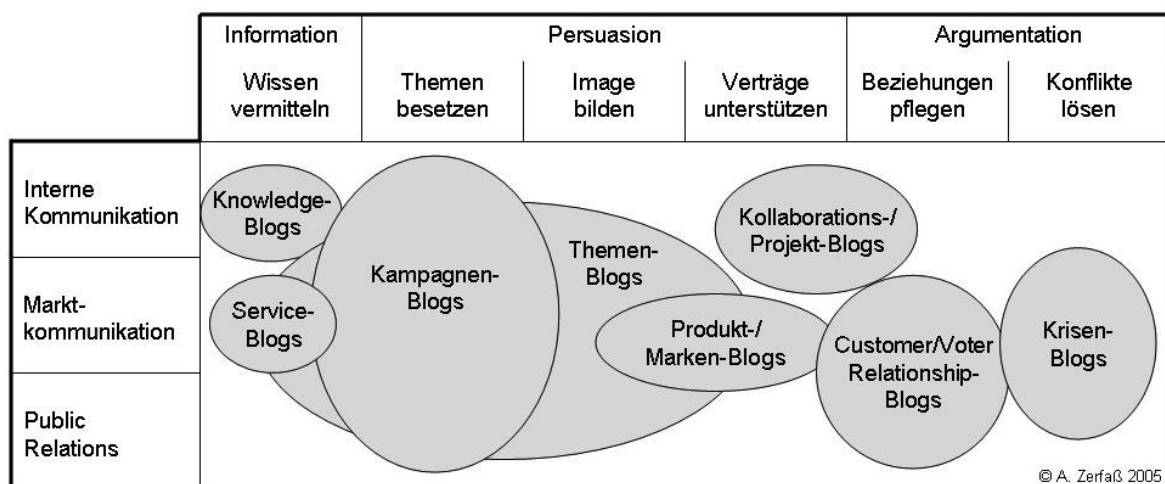 Information
Persuasion
Argumentation
Wissen
vermitteln
Themen
besetzen
Image
bilden
Verträge
unterstützen
Beziehungen
pflegen
Konflikte
lösen
Interne
Kommunikation
Markt-
kommunikation
Public
Relations
Knowledge-
Blogs
Service-
Blogs
Kampagnen-
Blogs
Themen-
Blogs
Kollaborations-/
Projekt-Blogs
Produkt-/
Marken-Blogs
Customer/Voter
Relationship-
Blogs
Krisen-
Blogs
© A. Zerfaß 2005